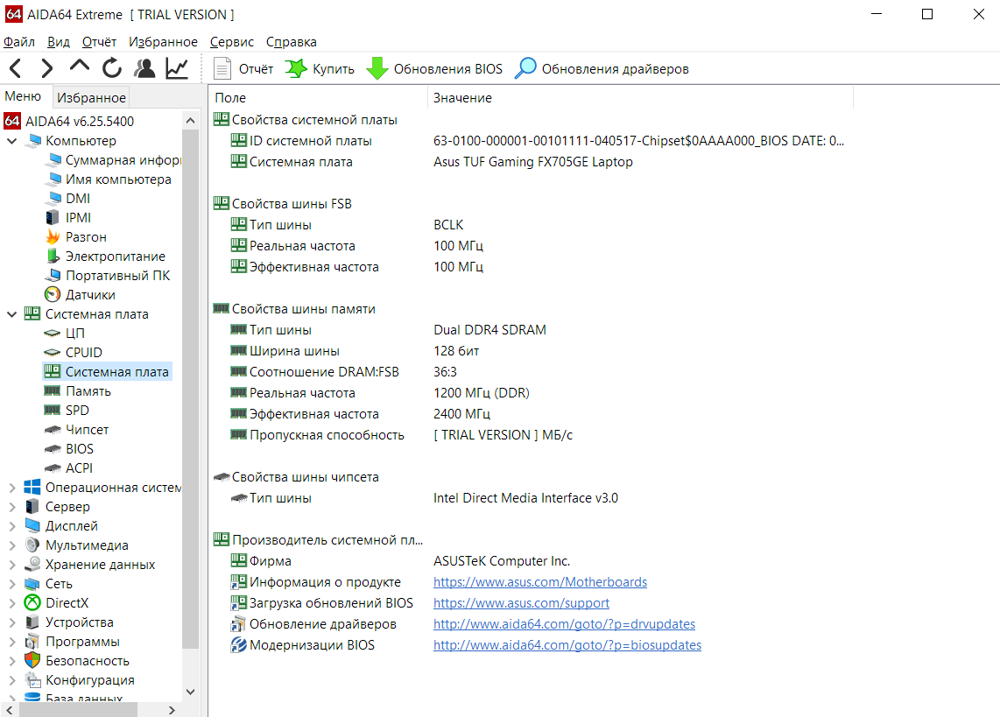 64 AIDA64 Extreme [ TRIAL VERSION ]
Файл Вид Отчёт Избранное Сервис Справка
Отчёт Купить Обновления BIOS Обновления драйверов
Меню Избранное
64 AIDA64 v6.25.5400
Компьютер
Суммарная инфор
Имя компьютера
DMI
IPMI
Разгон
Электропитание
Портативный ПК
Датчики
Системная плата
ЦП
CPUID
Системная плата
Память
SPD
Чипсет
BIOS
ACPI
Операционная систем
Сервер
Дисплей
Мультимедиа
Хранение данных
Сеть
DirectX
Устройства
Программы
Безопасность
Конфигурация
База данных
Поле Значение
Свойства системной платы
ID системной платы 63-0100-000001-00101111-040517-Chipset$0AAAA000_BIOS DATE: 0...
Системная плата Asus TUF Gaming FX705GE Laptop
Свойства шины FSB
Тип шины BCLK
Реальная частота 100 МГц
Эффективная частота 100 МГц
Свойства шины памяти
Тип шины Dual DDR4 SDRAM
Ширина шины 128 бит
Соотношение DRAM:FSB 36:3
Реальная частота 1200 МГц (DDR)
Эффективная частота 2400 МГц
Пропускная способность [ TRIAL VERSION ] МБ/с
Свойства шины чипсета
Тип шины Intel Direct Media Interface v3.0
Производитель системной пл...
Фирма ASUSTeK Computer Inc.
Информация о продукте https://www.asus.com/Motherboards
Загрузка обновлений BIOS https://www.asus.com/support
Обновление драйверов http://www.aida64.com/goto/?p=drvupdates
Модернизации BIOS http://www.aida64.com/goto/?p=biosupdates